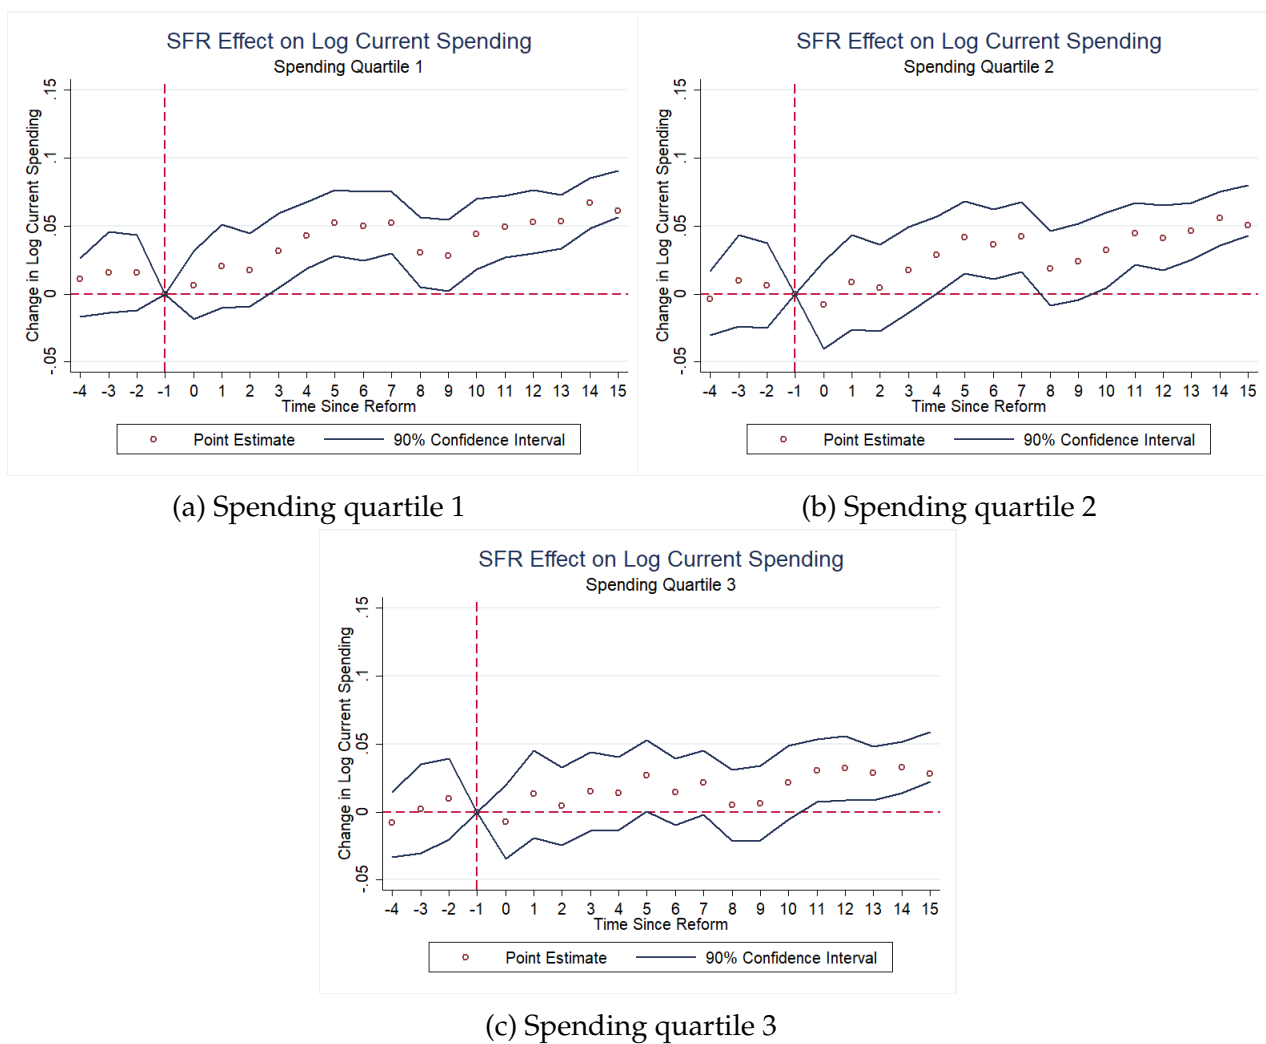 SFR Effect on Log Current Spending
Spending Quartile 1
Change in Log Current Spending
.15
.1
.05
0
-.05
-4 -3 -2 -1 0 1 2 3 4 5 6 7 8 9 10 11 12 13 14 15
Time Since Reform
Point Estimate 90% Confidence Interval
(a) Spending quartile 1
SFR Effect on Log Current Spending
Spending Quartile 2
Change in Log Current Spending
.15
.1
.05
0
-.05
-4 -3 -2 -1 0 1 2 3 4 5 6 7 8 9 10 11 12 13 14 15
Time Since Reform
Point Estimate 90% Confidence Interval
(b) Spending quartile 2
SFR Effect on Log Current Spending
Spending Quartile 3
Change in Log Current Spending
.15
.1
.05
0
-.05
-4 -3 -2 -1 0 1 2 3 4 5 6 7 8 9 10 11 12 13 14 15
Time Since Reform
Point Estimate 90% Confidence Interval
(c) Spending quartile 3